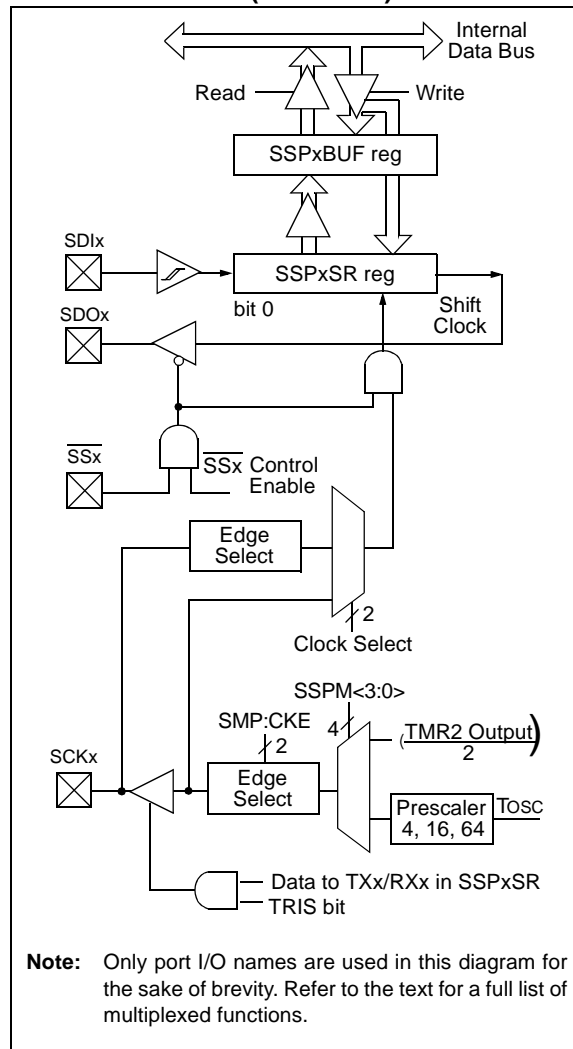 Internal
Data Bus
Read
Write
SSPxBUF reg
SDIx
SSPxSR reg
bit 0
Shift
Clock
SDOx
SSx
SSx Control
Enable
Edge
Select
2
Clock Select
SSPM<3:0>
SMP:CKE
4
2
(TMR2 Output)
2
SCKx
Edge
Select
Prescaler
4, 16, 64
TOSC
Data to TXx/RXx in SSPxSR
TRIS bit
Note: Only port I/O names are used in this diagram for
the sake of brevity. Refer to the text for a full list of
multiplexed functions.